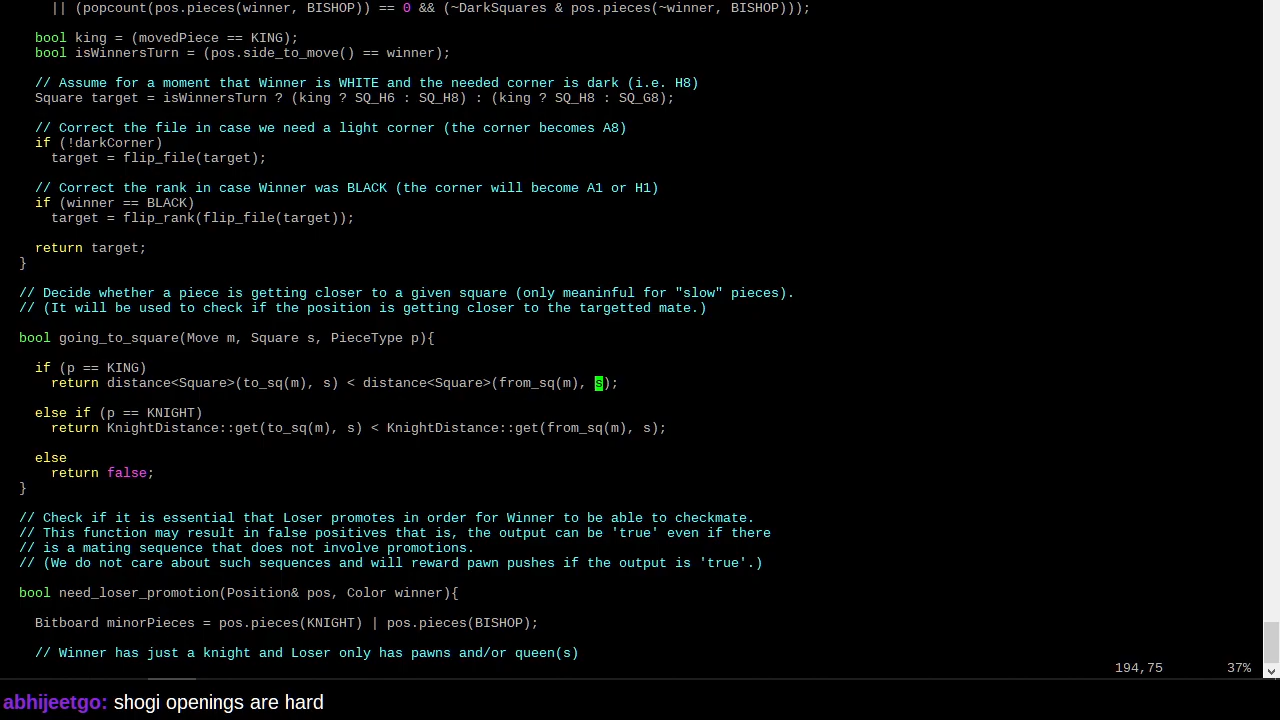 || (popcount(pos.pieces(winner, BISHOP)) == 0 && (~DarkSquares & pos.pieces(~winner, BISHOP)));
bool king = (movedPiece == KING);
bool isWinnersTurn = (pos.side_to_move() == winner);
// Assume for a moment that Winner is WHITE and the needed corner is dark (i.e. H8)
Square target = isWinnersTurn ? (king ? SQ_H6 : SQ_H8) : (king ? SQ_H8 : SQ_G8);
// Correct the file in case we need a light corner (the corner becomes A8)
if (!darkCorner)
target = flip_file(target);
// Correct the rank in case Winner was BLACK (the corner will become A1 or H1)
if (winner == BLACK)
target = flip_rank(flip_file(target));
return target;
}
// Decide whether a piece is getting closer to a given square (only meaninful for "slow" pieces).
// (It will be used to check if the position is getting closer to the targetted mate.)
bool going_to_square(Move m, Square s, PieceType p){
if (p == KING)
return distance<Square>(to_sq(m), s) < distance<Square>(from_sq(m), s);
else if (p == KNIGHT)
return KnightDistance::get(to_sq(m), s) < KnightDistance::get(from_sq(m), s);
else
return false;
}
// Check if it is essential that Loser promotes in order for Winner to be able to checkmate.
// This function may result in false positives that is, the output can be 'true' even if there
// is a mating sequence that does not involve promotions.
// (We do not care about such sequences and will reward pawn pushes if the output is 'true'.)
bool need_loser_promotion(Position& pos, Color winner){
Bitboard minorPieces = pos.pieces(KNIGHT) | pos.pieces(BISHOP);
// Winner has just a knight and Loser only has pawns and/or queen(s)
194,75 37%
abhijeetgo: shogi openings are hard